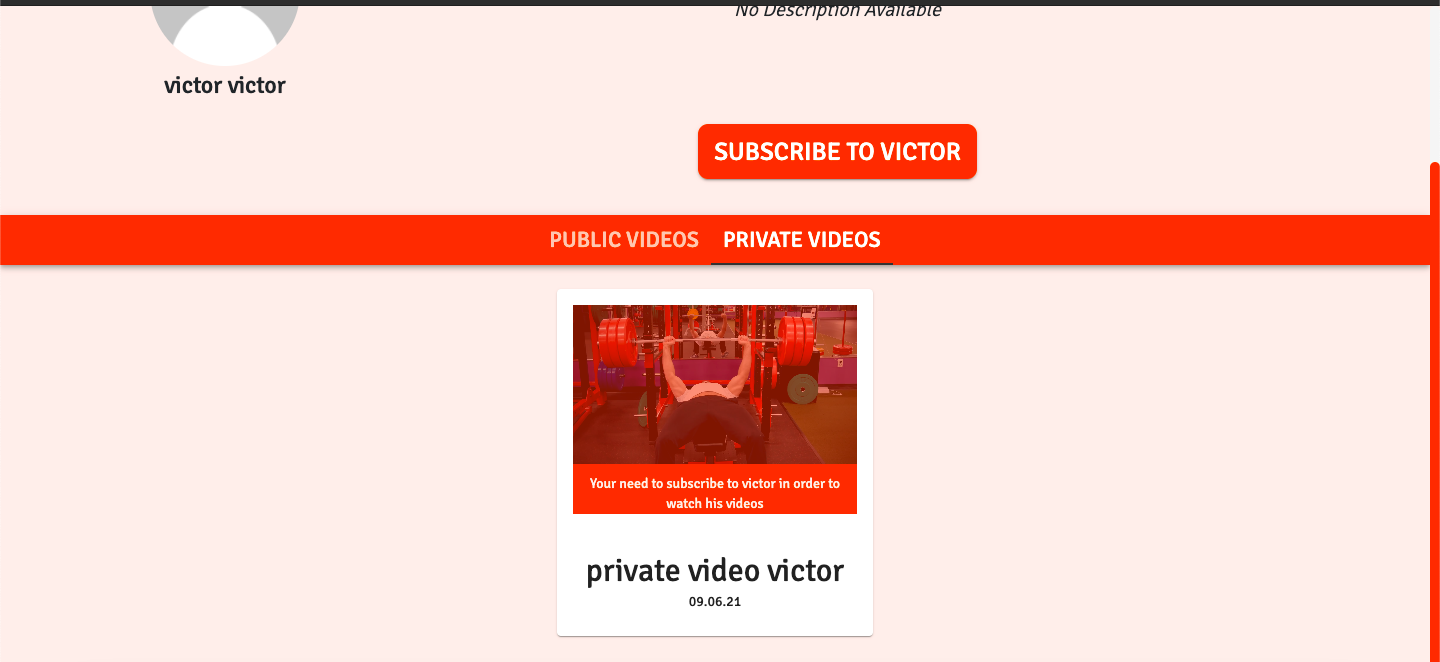 No Description Available
victor victor
SUBSCRIBE TO VICTOR
PUBLIC VIDEOS
PRIVATE VIDEOS
Your need to subscribe to victor in order to
watch his videos
private video victor
09.06.21